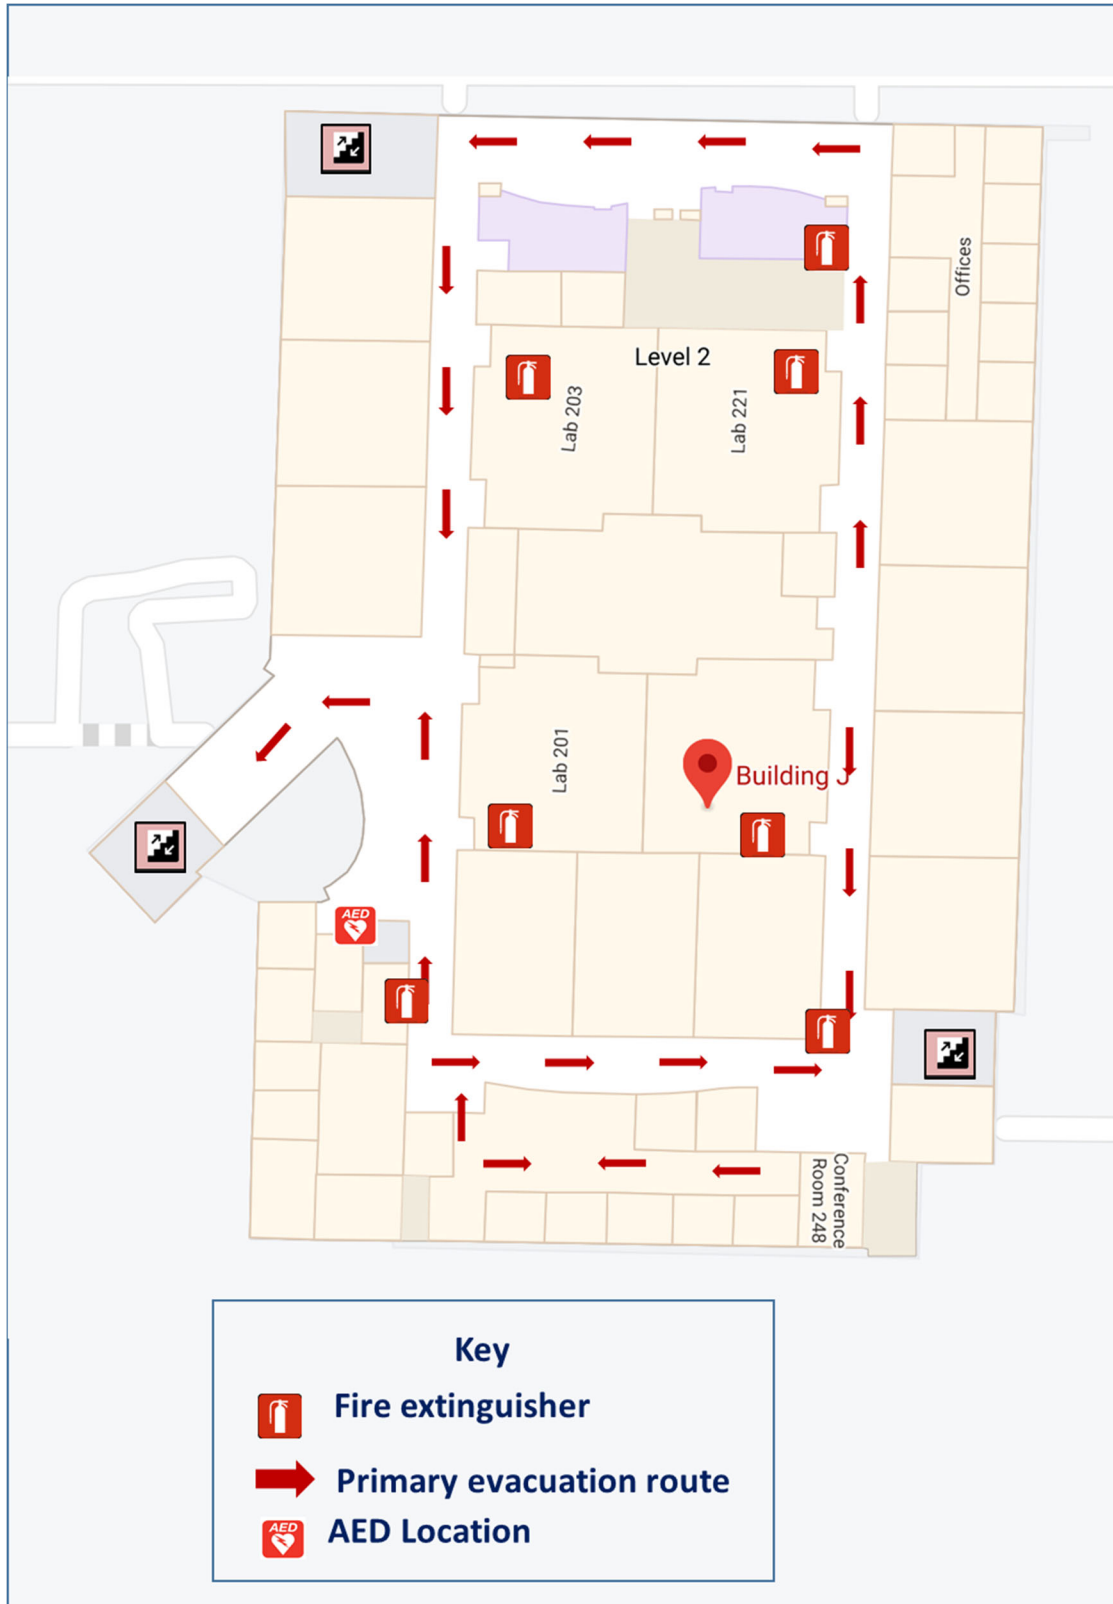 Offices
Level 2
Lab 203
Lab 221
Lab 201
Building J
AED
Conference
Room 248
Key
Fire extinguisher
Primary evacuation route
AED
AED Location